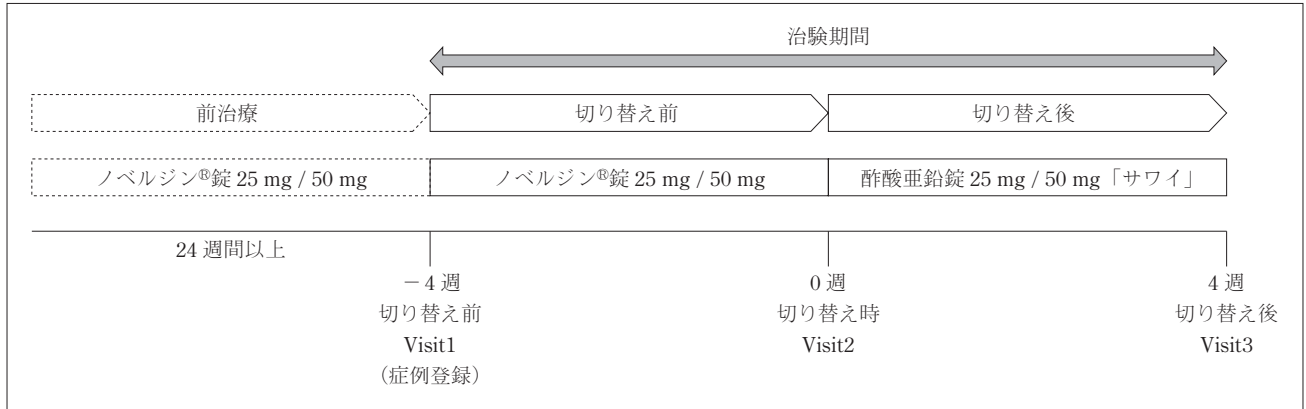 治験期間
前治療
切り替え前
切り替え後
ノベルジン®錠 25 mg / 50 mg
ノベルジン®錠 25 mg / 50 mg
酢酸亜鉛錠 25 mg / 50 mg「サワイ」
24 週間以上
－4 週
切り替え前
Visit1
（症例登録）
0 週
切り替え時
Visit2
4 週
切り替え後
Visit3